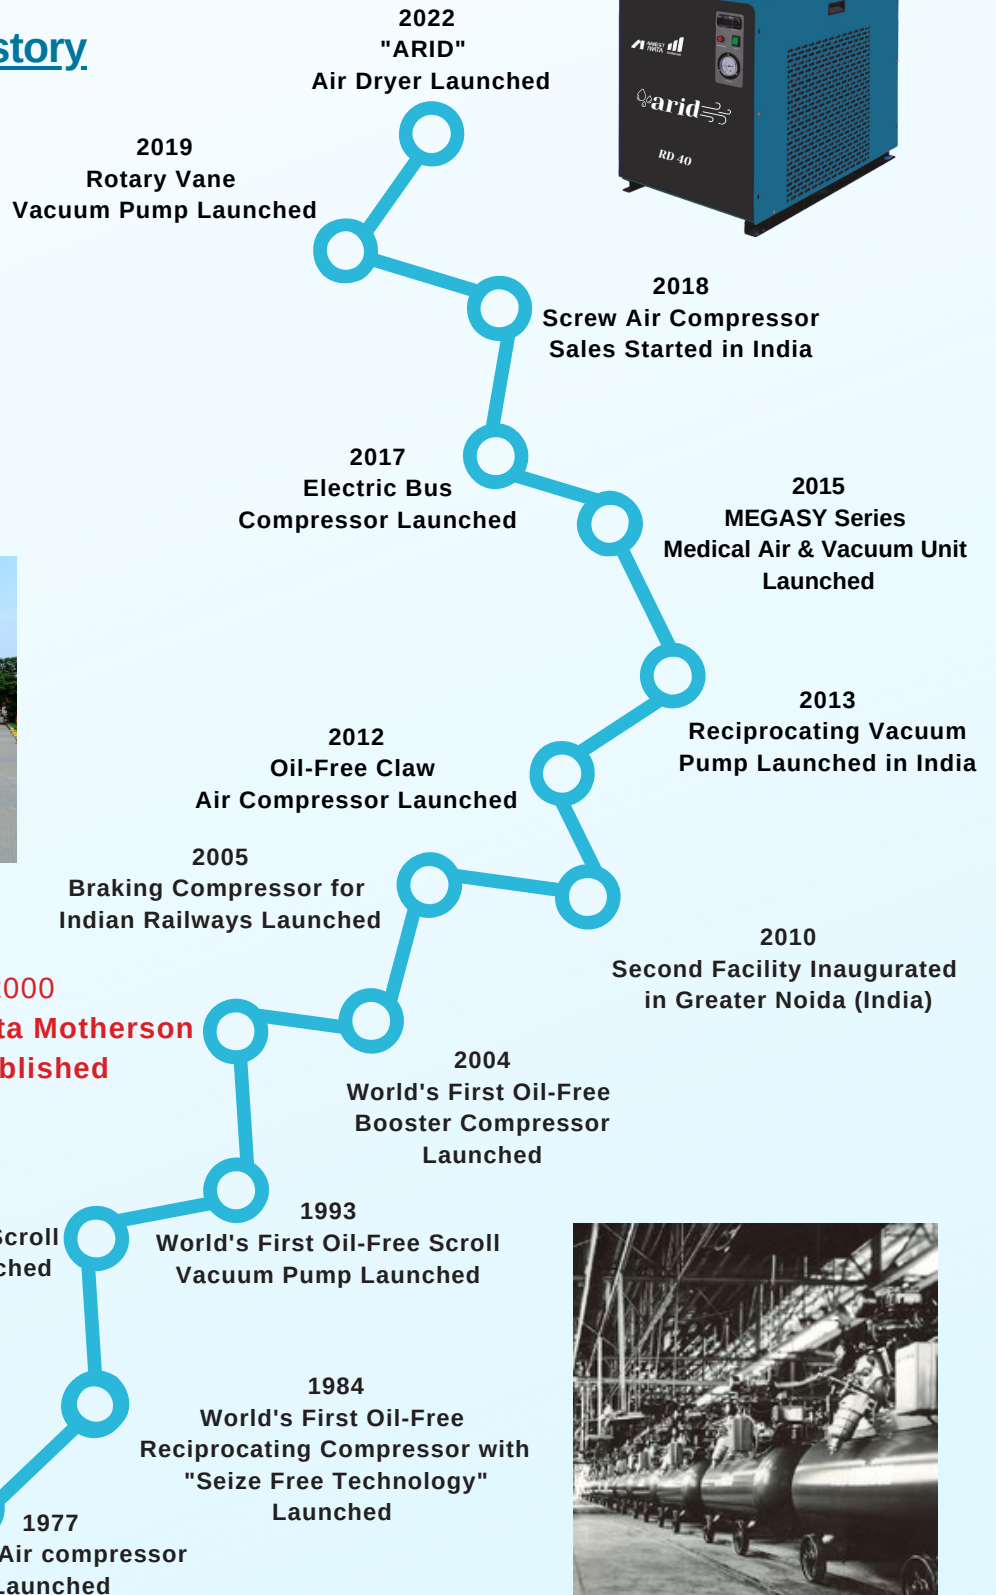 story
2022
"ARID"
Air Dryer Launched
ANEST
IWATA
arid
RD 40
2019
Rotary Vane
Vacuum Pump Launched
2018
Screw Air Compressor
Sales Started in India
2017
Electric Bus
Compressor Launched
2015
MEGASY Series
Medical Air & Vacuum Unit
Launched
2013
Reciprocating Vacuum
Pump Launched in India
2012
Oil-Free Claw
Air Compressor Launched
2005
Braking Compressor for
Indian Railways Launched
2010
Second Facility Inaugurated
in Greater Noida (India)
2000
ta Motherson
blished
2004
World's First Oil-Free
Booster Compressor
Launched
1993
World's First Oil-Free Scroll
Vacuum Pump Launched
Scroll
ched
1984
World's First Oil-Free
Reciprocating Compressor with
"Seize Free Technology"
Launched
1977
Air compressor
Launched